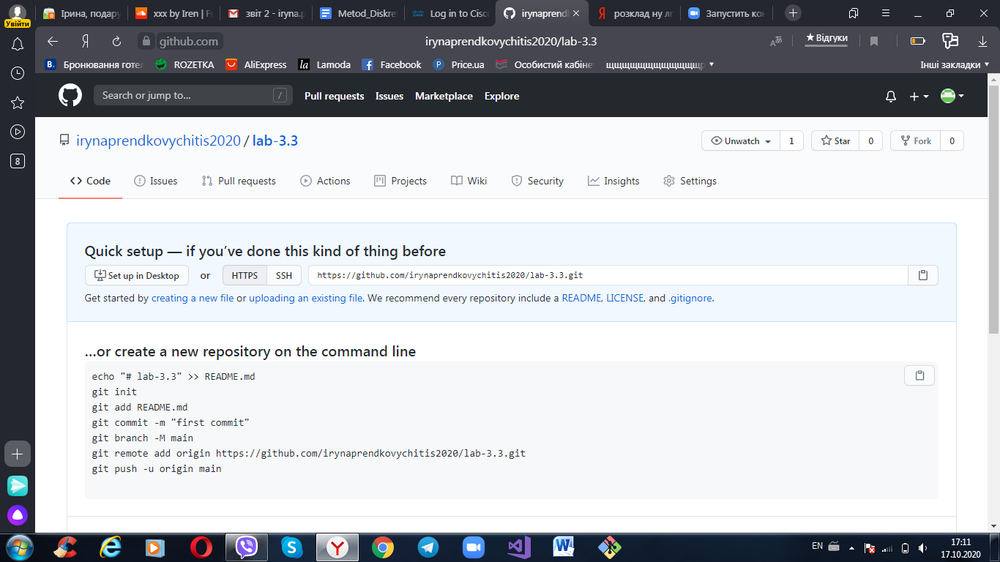 Ірина, подару
xxx by Iren | F
звіт 2 - iryna.p
Metod_Diskre
Log in to Cisco
irynaprend
розклад ну л
Запустить ко
Увійти
github.com
irynaprendkovychitis2020/lab-3.3
★ Відгуки
B. Бронювання готел
ROZETKA
AliExpress
la Lamoda
Facebook
Price.ua
Особистий кабінет
Інші закладки
8
Search or jump to... /
Pull requests Issues Marketplace Explore
irynaprendkovychitis2020 / lab-3.3
Unwatch 1 Star 0 Fork 0
Code Issues Pull requests Actions Projects Wiki Security Insights Settings
Quick setup — if you’ve done this kind of thing before
Set up in Desktop or HTTPS SSH https://github.com/irynaprendkovychitis2020/lab-3.3.git
Get started by creating a new file or uploading an existing file. We recommend every repository include a README, LICENSE, and .gitignore.
…or create a new repository on the command line
echo "# lab-3.3" >> README.md
git init
git add README.md
git commit -m "first commit"
git branch -M main
git remote add origin https://github.com/irynaprendkovychitis2020/lab-3.3.git
git push -u origin main
EN
17:11
17.10.2020